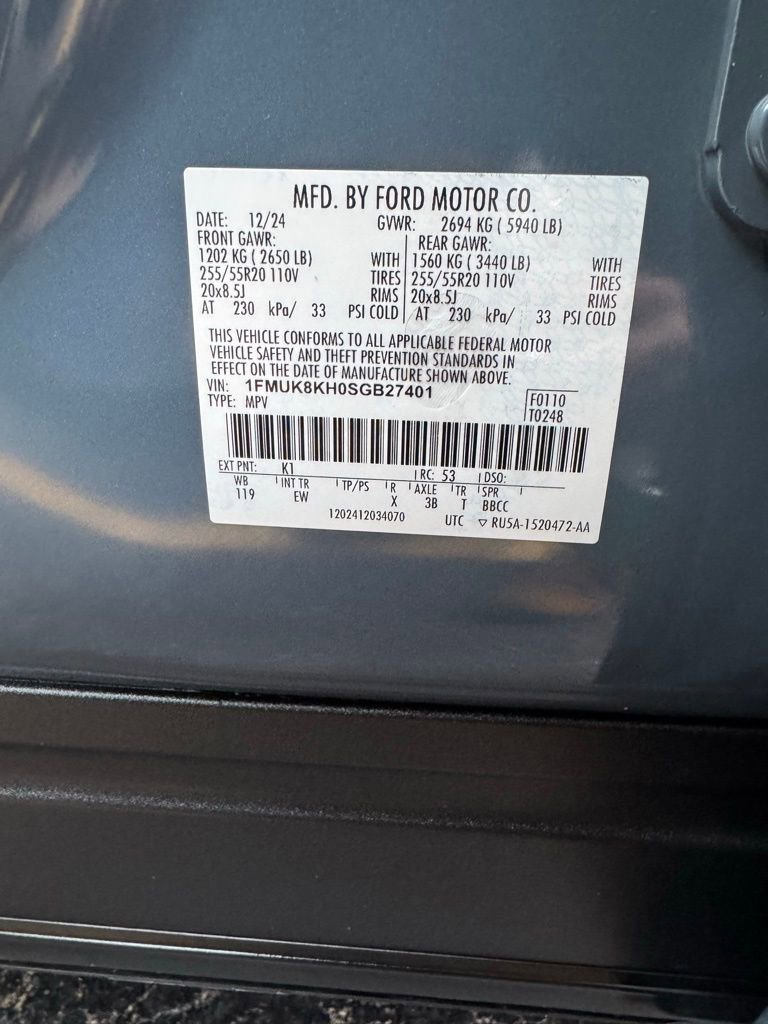 MFD. BY FORD MOTOR CO.
DATE: 12/24 GVWR: 2694 KG ( 5940 LB)
FRONT GAWR: REAR GAWR:
1202 KG ( 2650 LB) WITH 1560 KG ( 3440 LB) WITH
255/55R20 110V TIRES 255/55R20 110V TIRES
20x8.5J RIMS 20x8.5J RIMS
AT 230 kPa/ 33 PSI COLD AT 230 kPa/ 33 PSI COLD
THIS VEHICLE CONFORMS TO ALL APPLICABLE FEDERAL MOTOR
VEHICLE SAFETY AND THEFT PREVENTION STANDARDS IN
EFFECT ON THE DATE OF MANUFACTURE SHOWN ABOVE.
VIN: 1FMUK8KH0SGB27401
TYPE: MPV F0110
T0248
EXT PNT: K1 RC: 53 DSO:
WB INT TR TP/PS R AXLE TR SPR
119 EW X 3B T BBCC
1202412034070 UTC ▽ RU5A-1520472-AA